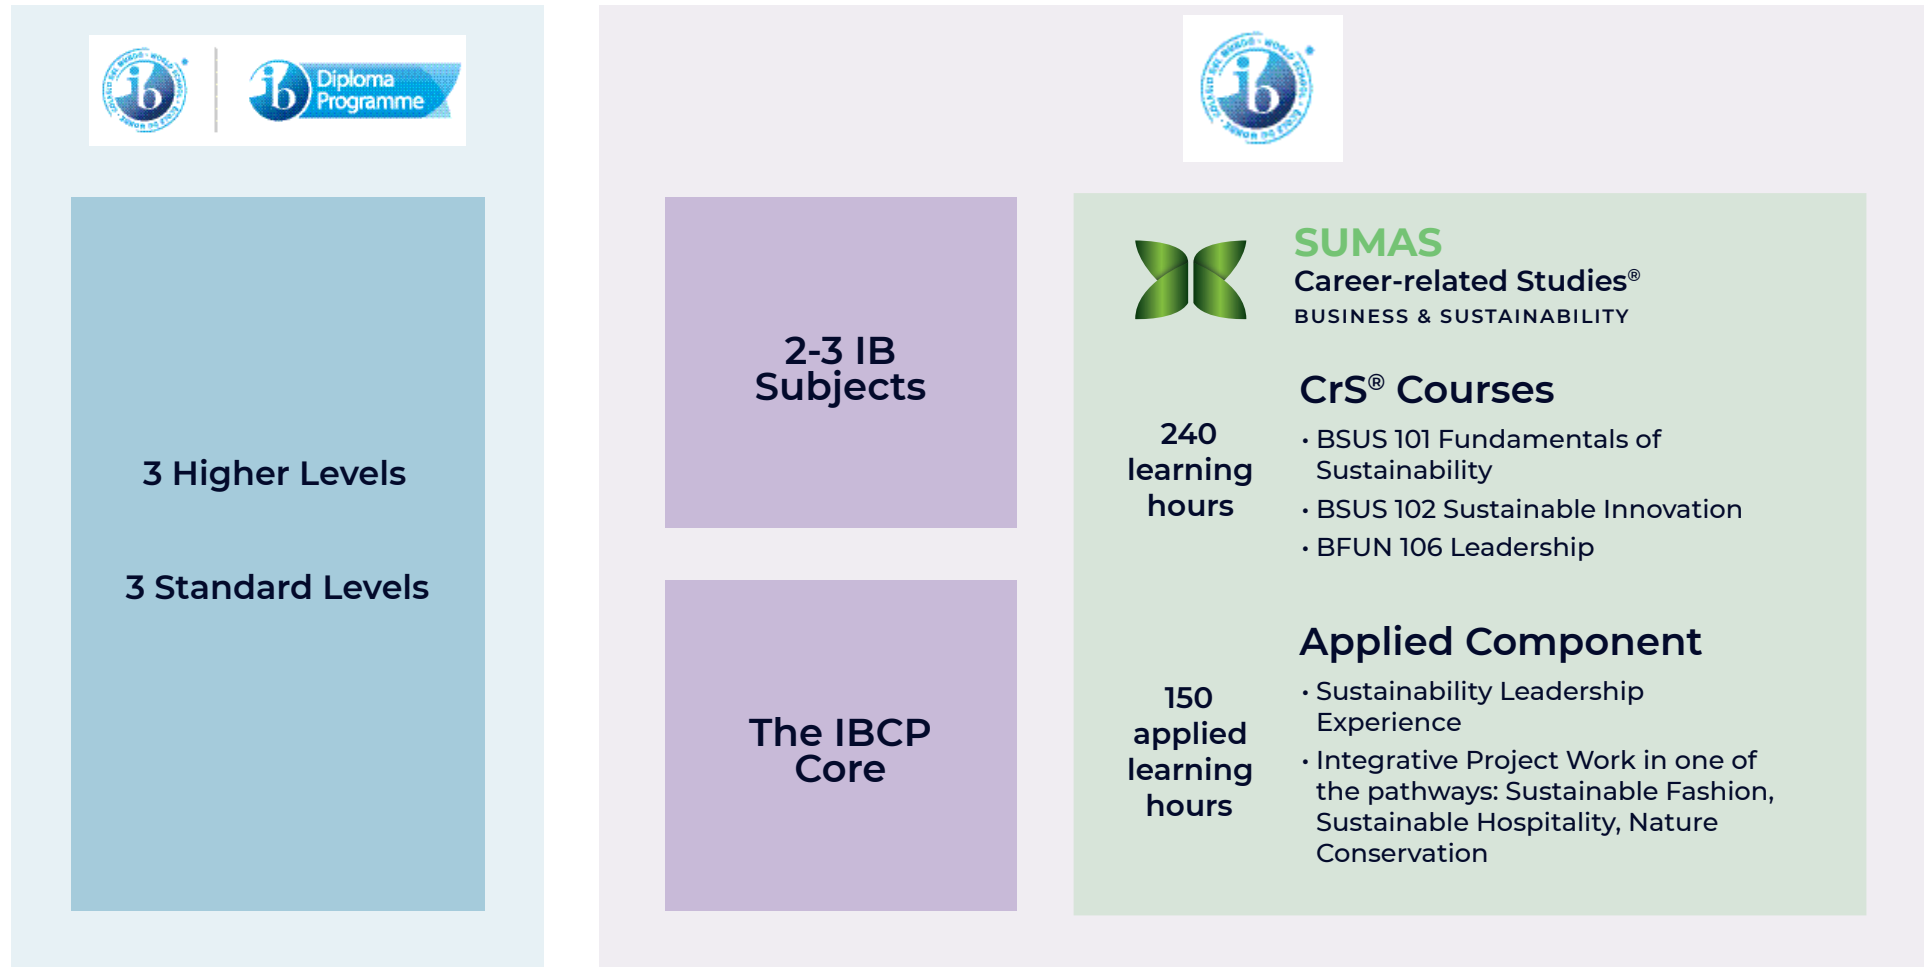 ib
ib
Diploma
Programme
3 Higher Levels
3 Standard Levels
ib
2-3 IB
Subjects
The IBCP
Core
SUMAS
Career-related Studies®
BUSINESS & SUSTAINABILITY
240
learning
hours
CrS® Courses
• BSUS 101 Fundamentals of
Sustainability
• BSUS 102 Sustainable Innovation
• BFUN 106 Leadership
150
applied
learning
hours
Applied Component
• Sustainability Leadership
Experience
• Integrative Project Work in one of
the pathways: Sustainable Fashion,
Sustainable Hospitality, Nature
Conservation